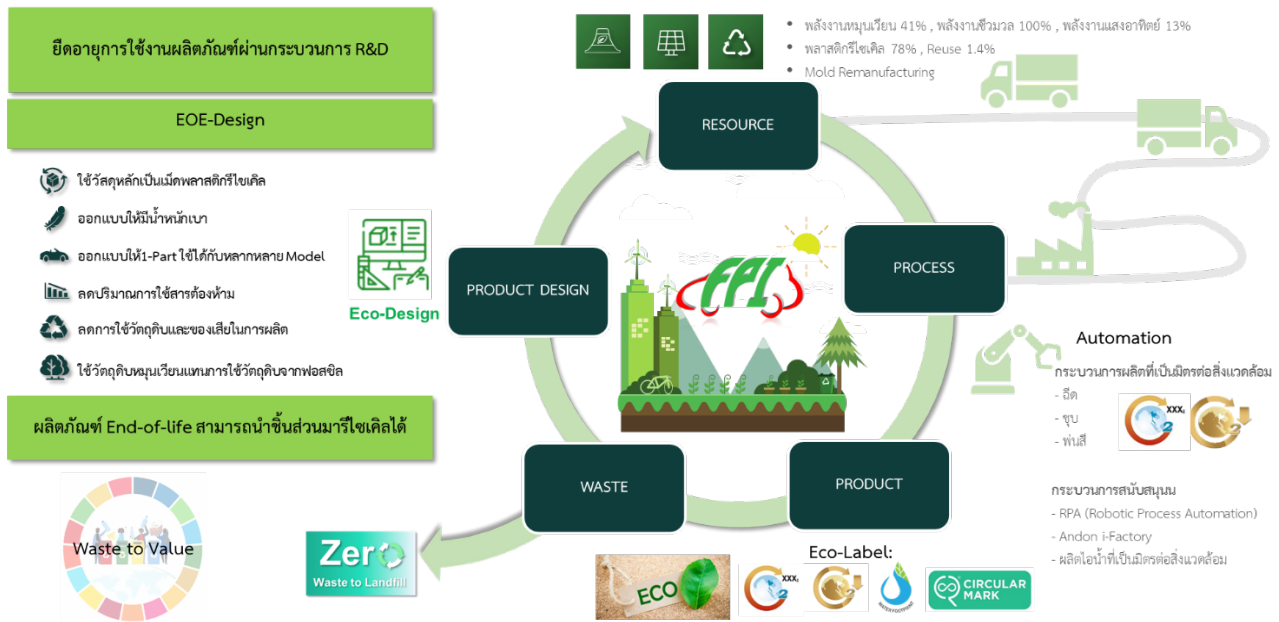 ยืดอายุการใช้งานผลิตภัณฑ์ผ่านกระบวนการ R&D
EOE-Design
ใช้วัสดุหลักเป็นเม็ดพลาสติกรีไซเคิล
ออกแบบให้มีน้ำหนักเบา
ออกแบบให้1-Part ใช้ได้กับหลากหลาย Model
ลดปริมาณการใช้สารต้องห้าม
ลดการใช้วัตถุดิบและของเสียในการผลิต
ใช้วัตถุดิบหมุนเวียนแทนการใช้วัตถุดิบจากฟอสซิล
ผลิตภัณฑ์ End-of-life สามารถนำชิ้นส่วนมารีไซเคิลได้
Waste to Value
Zero
Waste to Landfill
Eco-Design
• พลังงานหมุนเวียน 41% , พลังงานชีวมวล 100% , พลังงานแสงอาทิตย์ 13%
• พลาสติกรีไซเคิล 78% , Reuse 1.4%
• Mold Remanufacturing
RESOURCE
PROCESS
PRODUCT
WASTE
PRODUCT DESIGN
FPI
Automation
กระบวนการผลิตที่เป็นมิตรต่อสิ่งแวดล้อม
- ฉีด
- ชุบ
- พ่นสี
XXX
2
2
กระบวนการสนับสนุนน
- RPA (Robotic Process Automation)
- Andon i-Factory
- ผลิตไอน้ำที่เป็นมิตรต่อสิ่งแวดล้อม
Eco-Label:
ECO
XXX
2
2
WATER FOOTPRINT
CIRCULAR
MARK